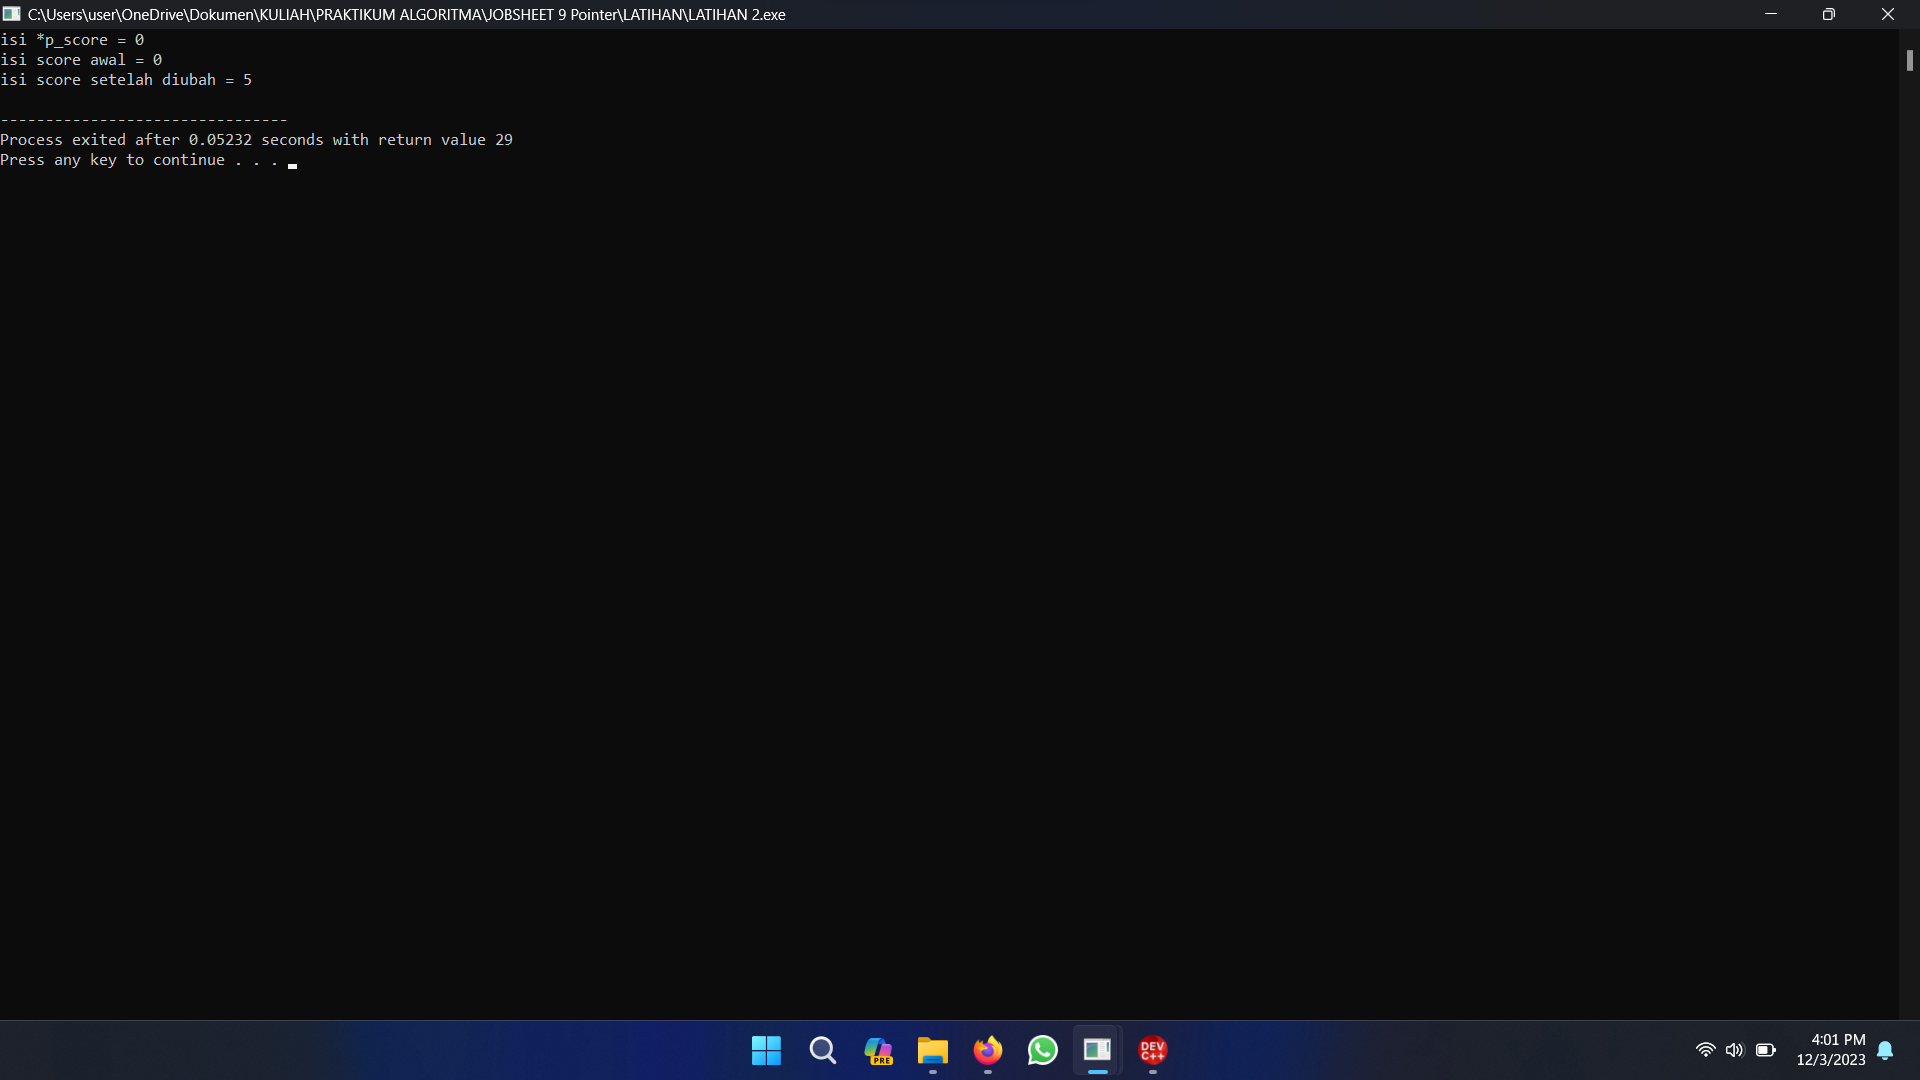 C:\Users\user\OneDrive\Dokumen\KULIAH\PRAKTIKUM ALGORITMA\JOBSHEET 9 Pointer\LATIHAN\LATIHAN 2.exe
isi *p_score = 0
isi score awal = 0
isi score setelah diubah = 5
--------------------------------
Process exited after 0.05232 seconds with return value 29
Press any key to continue . . .
PRE
DEV
C++
4:01 PM
12/3/2023